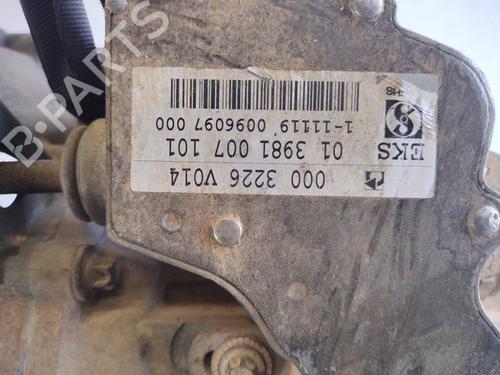 000 3226 V014
01 3981 007 101
EKS
1-11119 0096097 000
B-PARTS